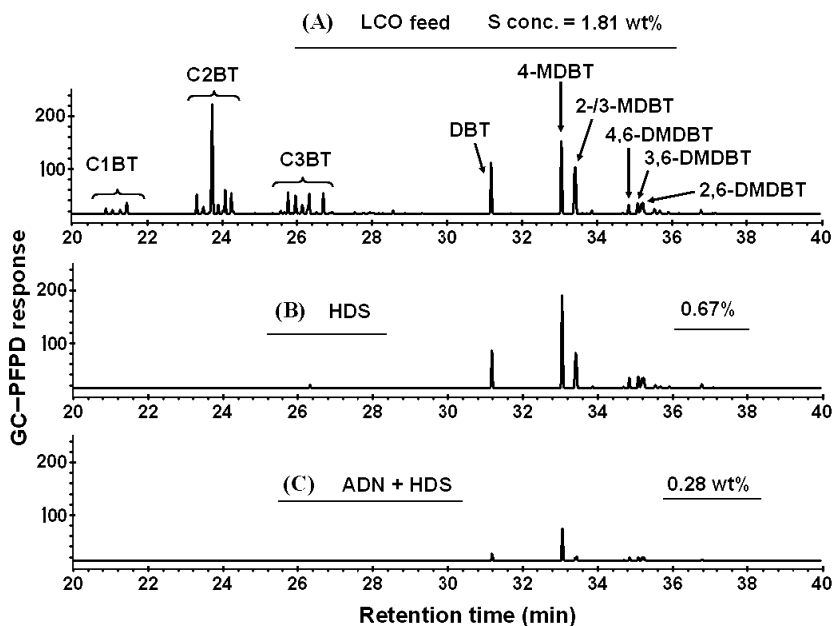 (A) LCO feed S conc. = 1.81 wt%
C1BT
C2BT
C3BT
DBT
4-MDBT
2-/3-MDBT
4,6-DMDBT
3,6-DMDBT
2,6-DMDBT
200
100
20 22 24 26 28 30 32 34 36 38 40
(B) HDS 0.67%
200
100
20 22 24 26 28 30 32 34 36 38 40
(C) ADN + HDS 0.28 wt%
200
100
20 22 24 26 28 30 32 34 36 38 40
GC–PFPD response
Retention time (min)